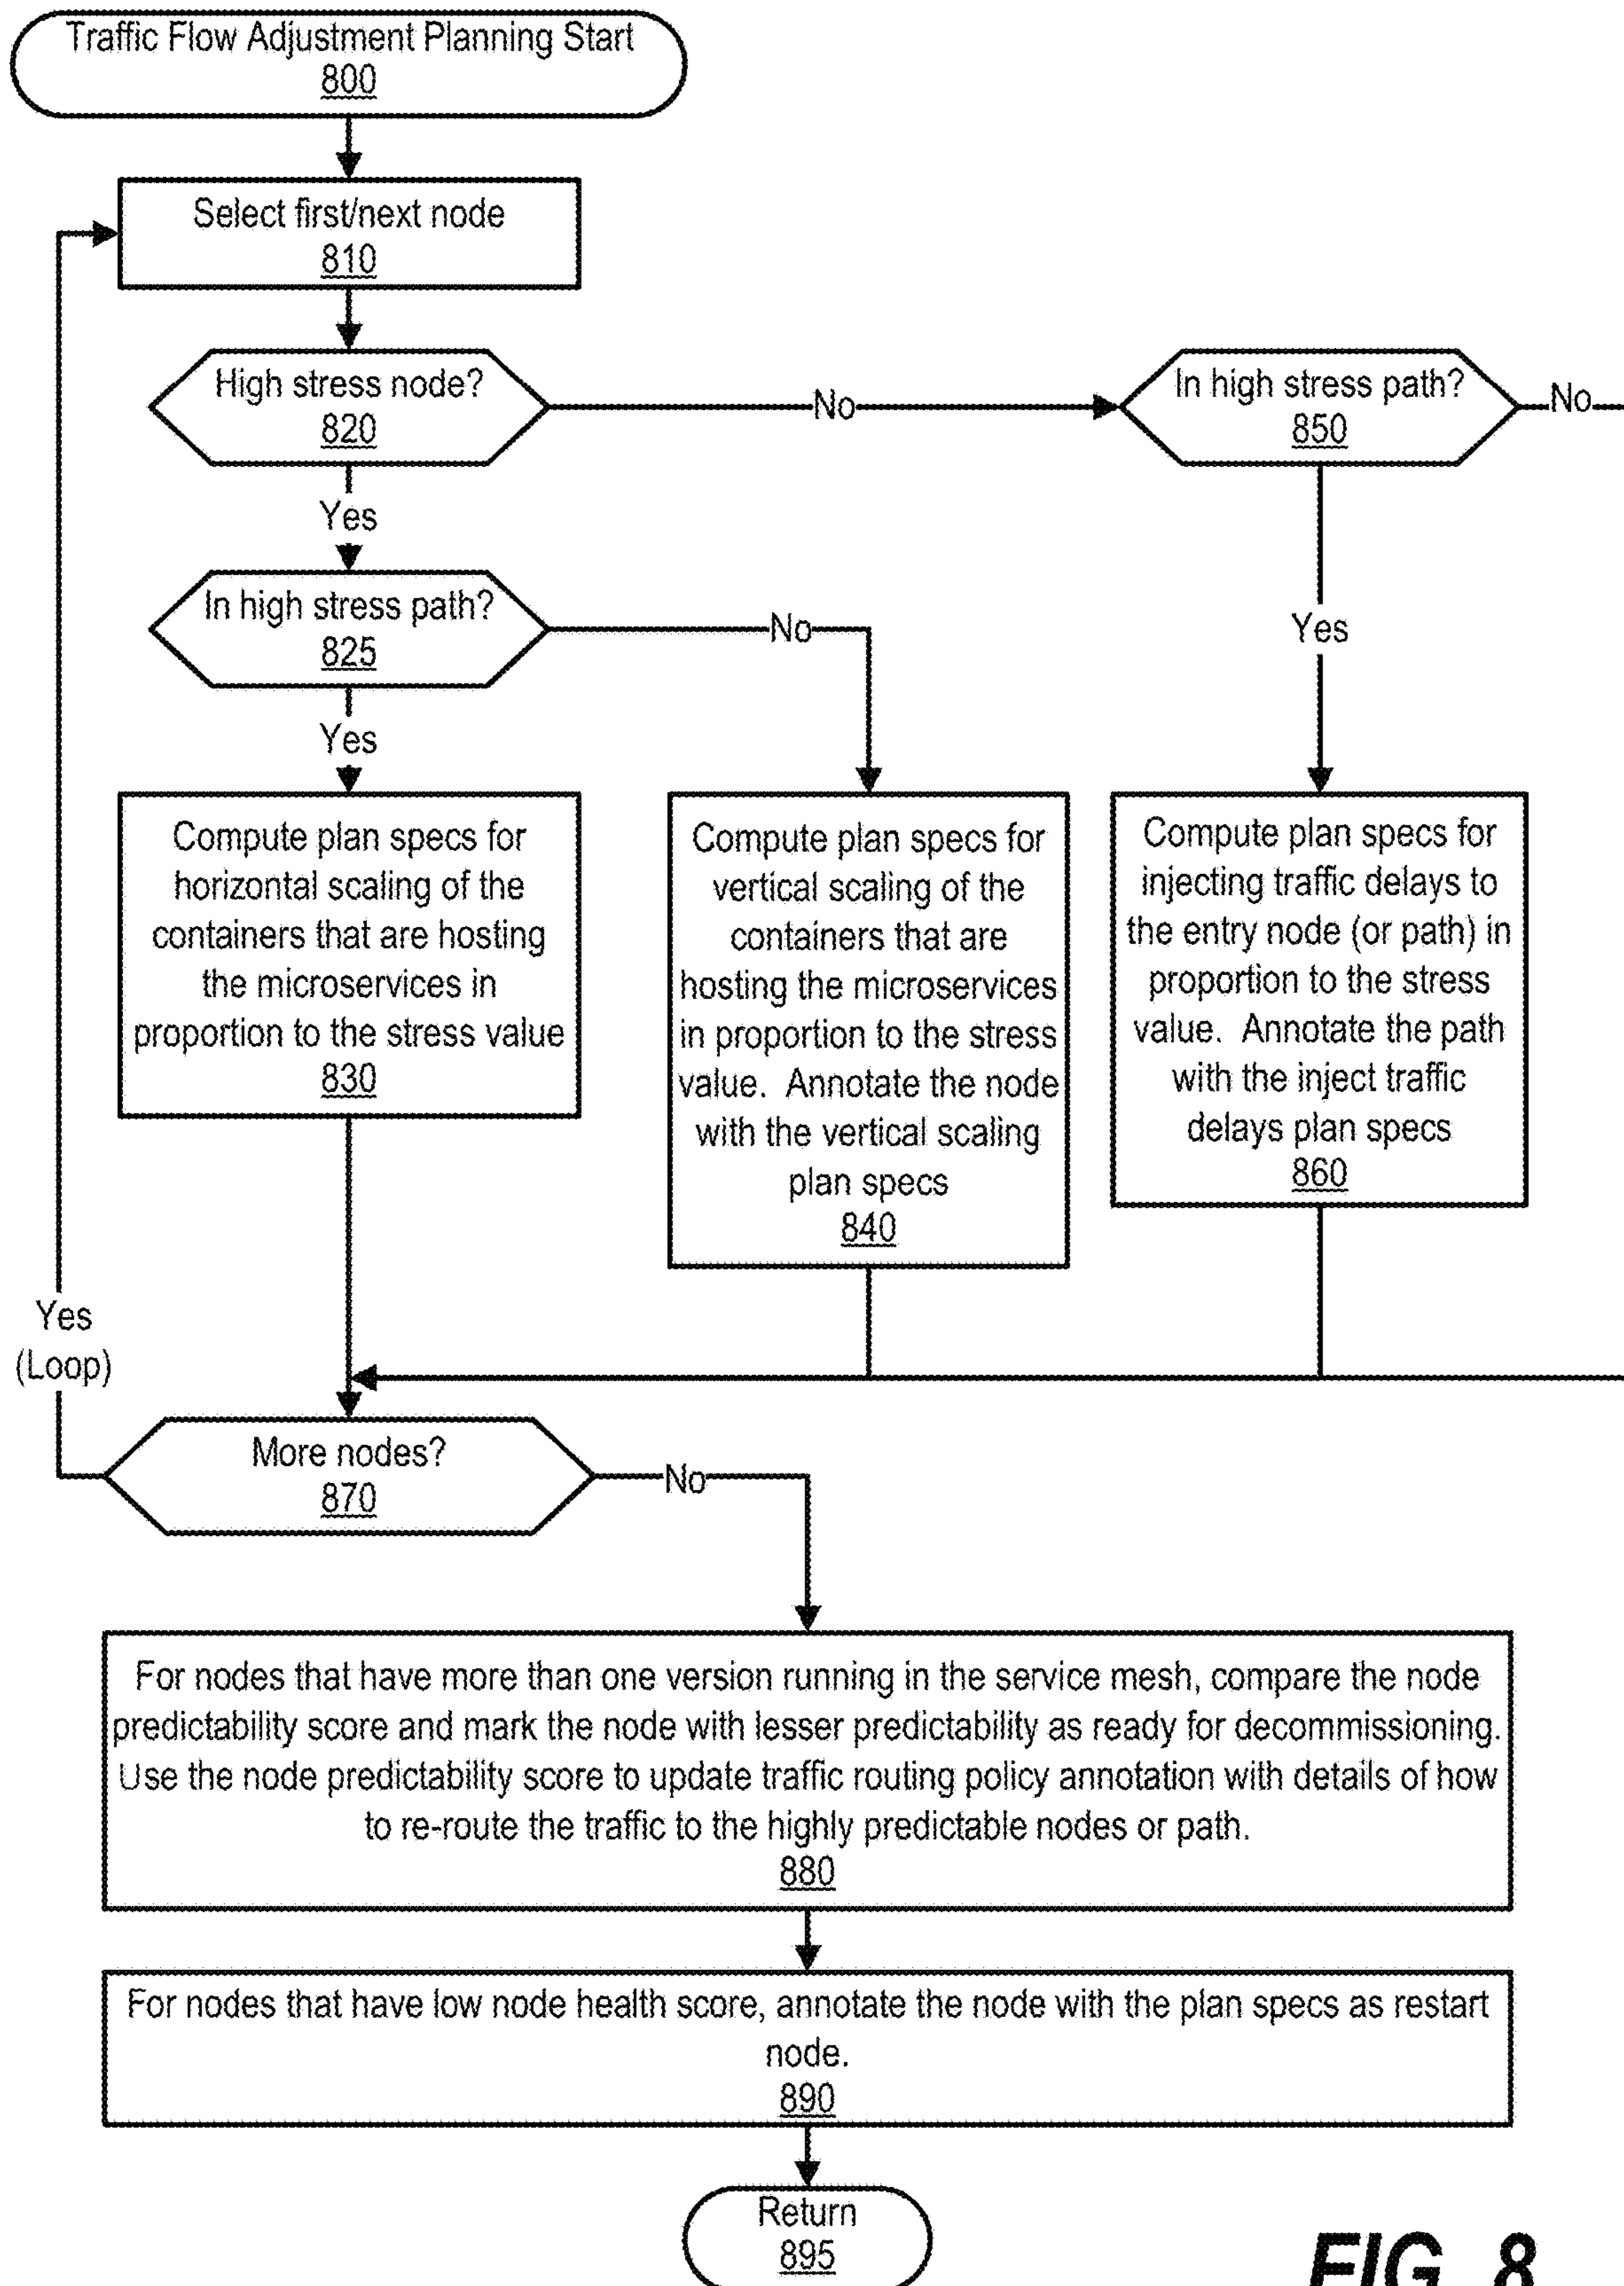 Traffic Flow Adjustment Planning Start
800
Select first/next node
810
High stress node?
820
No
In high stress path?
850
No
Yes
In high stress path?
825
No
Yes
Yes
Compute plan specs for
horizontal scaling of the
containers that are hosting
the microservices in
proportion to the stress value
830
Compute plan specs for
vertical scaling of the
containers that are
hosting the microservices
in proportion to the stress
value. Annotate the node
with the vertical scaling
plan specs
840
Compute plan specs for
injecting traffic delays to
the entry node (or path) in
proportion to the stress
value. Annotate the path
with the inject traffic
delays plan specs
860
Yes
(Loop)
More nodes?
870
No
For nodes that have more than one version running in the service mesh, compare the node
predictability score and mark the node with lesser predictability as ready for decommissioning.
Use the node predictability score to update traffic routing policy annotation with details of how
to re-route the traffic to the highly predictable nodes or path.
880
For nodes that have low node health score, annotate the node with the plan specs as restart
node.
890
Return
895
FIG. 8